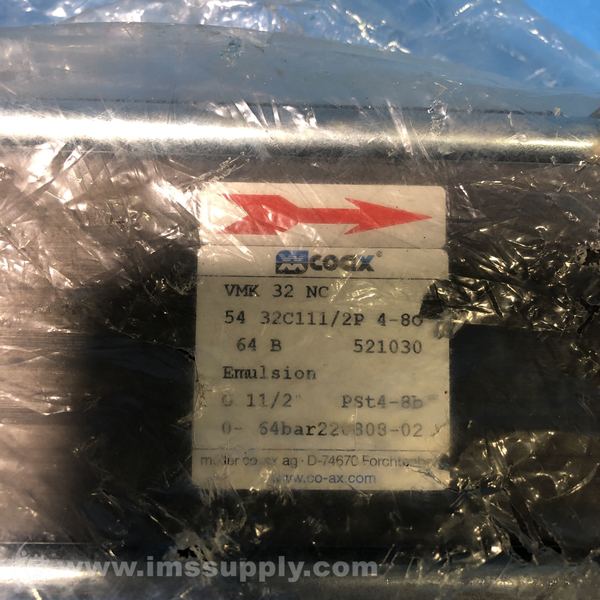 coax®
VMK 32 NC
54 32C111/2P 4-80
64 B 521030
Emulsion
G 11/2" PSt4-8b
0- 64bar 02
müller co-ax ag · D-74670 Forchtenberg
www.co-ax.com
www.imssupply.com